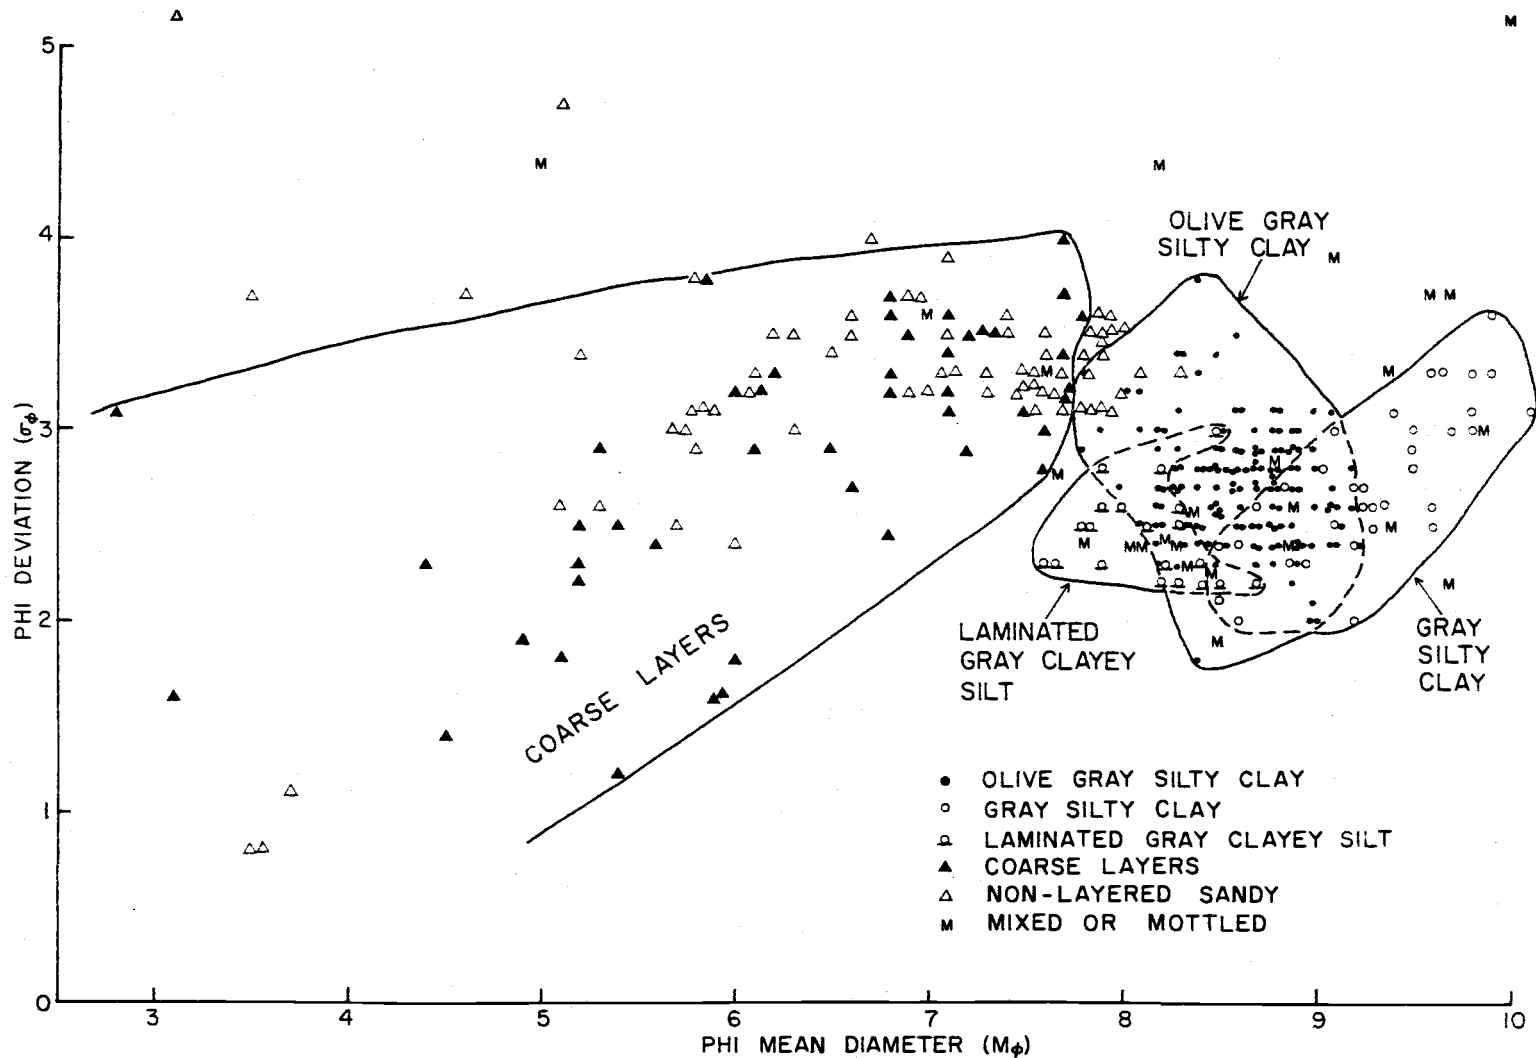 5
4
3
2
1
0
PHI DEVIATION (σφ)
3 4 5 6 7 8 9 10
PHI MEAN DIAMETER (Mφ)
OLIVE GRAY
SILTY CLAY
COARSE LAYERS
LAMINATED
GRAY CLAYEY
SILT
GRAY
SILTY
CLAY
OLIVE GRAY SILTY CLAY
GRAY SILTY CLAY
LAMINATED GRAY CLAYEY SILT
COARSE LAYERS
NON-LAYERED SANDY
M MIXED OR MOTTLED